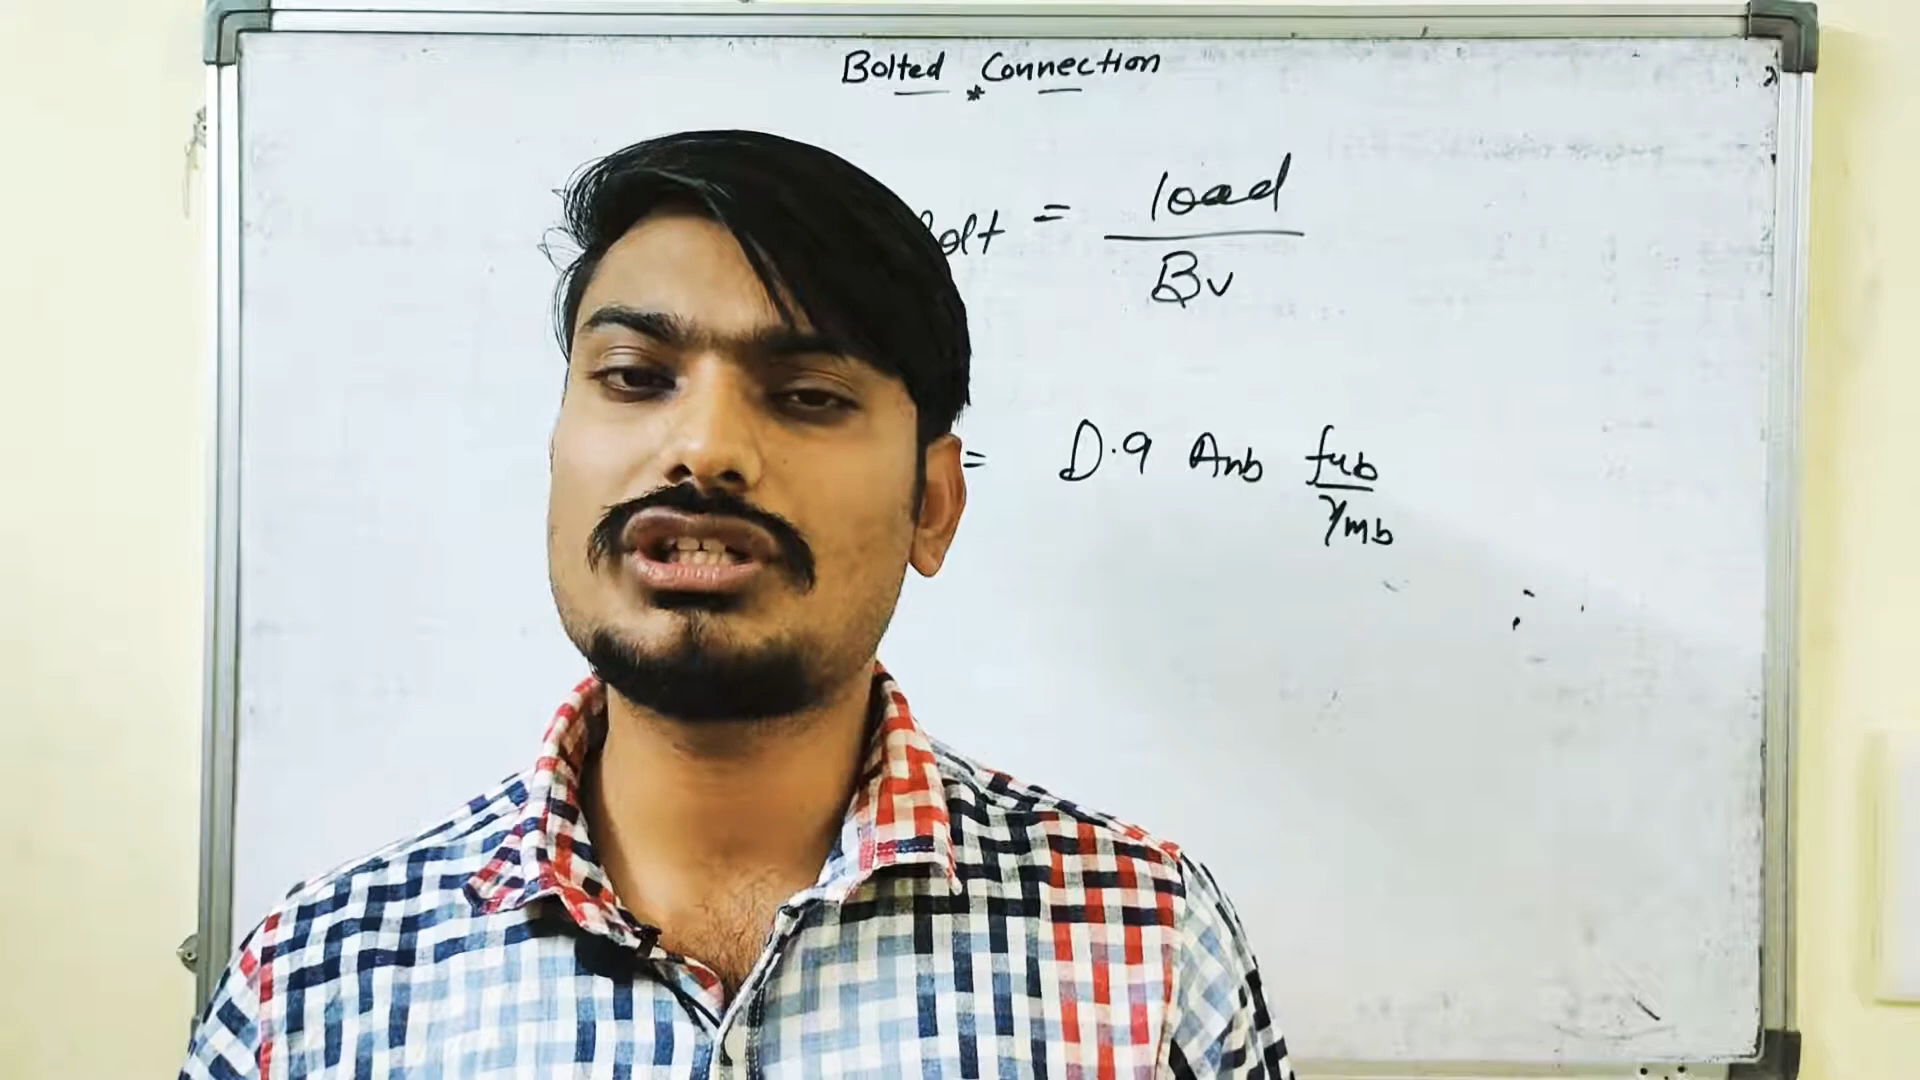 Bolted Connection
olt = load
Bv
= 0.9 Anb fub
γmb